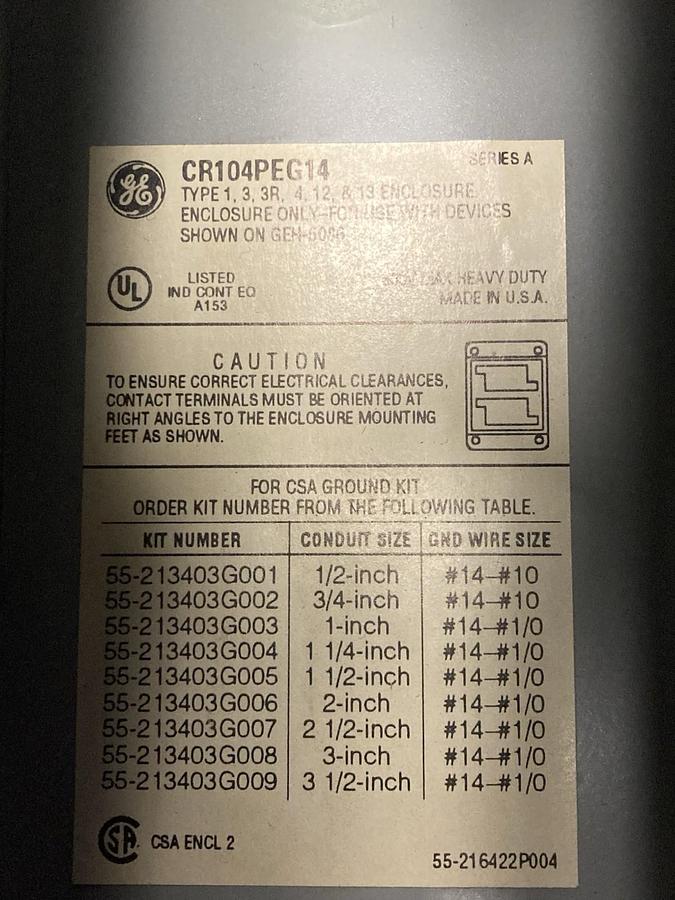 GE
CR104PEG14
SERIES A
TYPE 1, 3, 3R, 4, 12, & 13 ENCLOSURE
ENCLOSURE ONLY-FOR USE WITH DEVICES
SHOWN ON
UL
LISTED
IND CONT EQ
A153
HEAVY DUTY
MADE IN U.S.A.
CAUTION
TO ENSURE CORRECT ELECTRICAL CLEARANCES,
CONTACT TERMINALS MUST BE ORIENTED AT
RIGHT ANGLES TO THE ENCLOSURE MOUNTING
FEET AS SHOWN.
FOR CSA GROUND KIT
ORDER KIT NUMBER FROM THE FOLLOWING TABLE.
KIT NUMBER CONDUIT SIZE GND WIRE SIZE
55-213403G001 1/2-inch #14-#10
55-213403G002 3/4-inch #14-#10
55-213403G003 1-inch #14-#1/0
55-213403G004 1 1/4-inch #14-#1/0
55-213403G005 1 1/2-inch #14-#1/0
55-213403G006 2-inch #14-#1/0
55-213403G007 2 1/2-inch #14-#1/0
55-213403G008 3-inch #14-#1/0
55-213403G009 3 1/2-inch #14-#1/0
SA CSA ENCL 2
55-216422P004